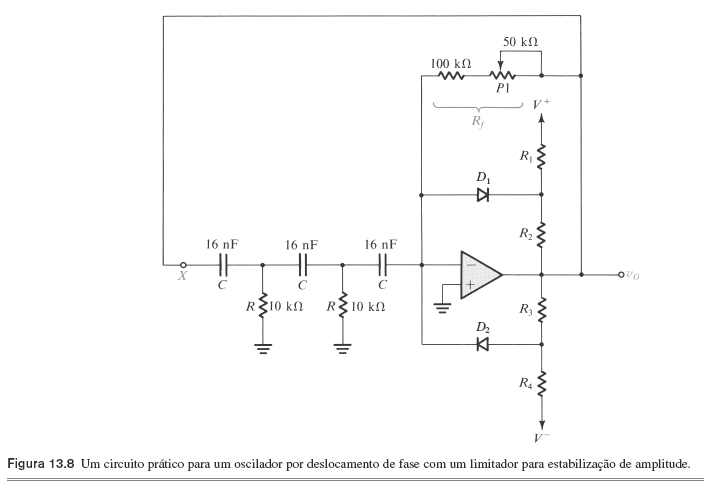 50 kΩ
100 kΩ
P1
R_f
V⁺
R₁
D₁
R₂
16 nF
16 nF
16 nF
X
C
C
C
−
+
v_O
R 10 kΩ
R 10 kΩ
R₃
D₂
R₄
V⁻
Figura 13.8 Um circuito prático para um oscilador por deslocamento de fase com um limitador para estabilização de amplitude.